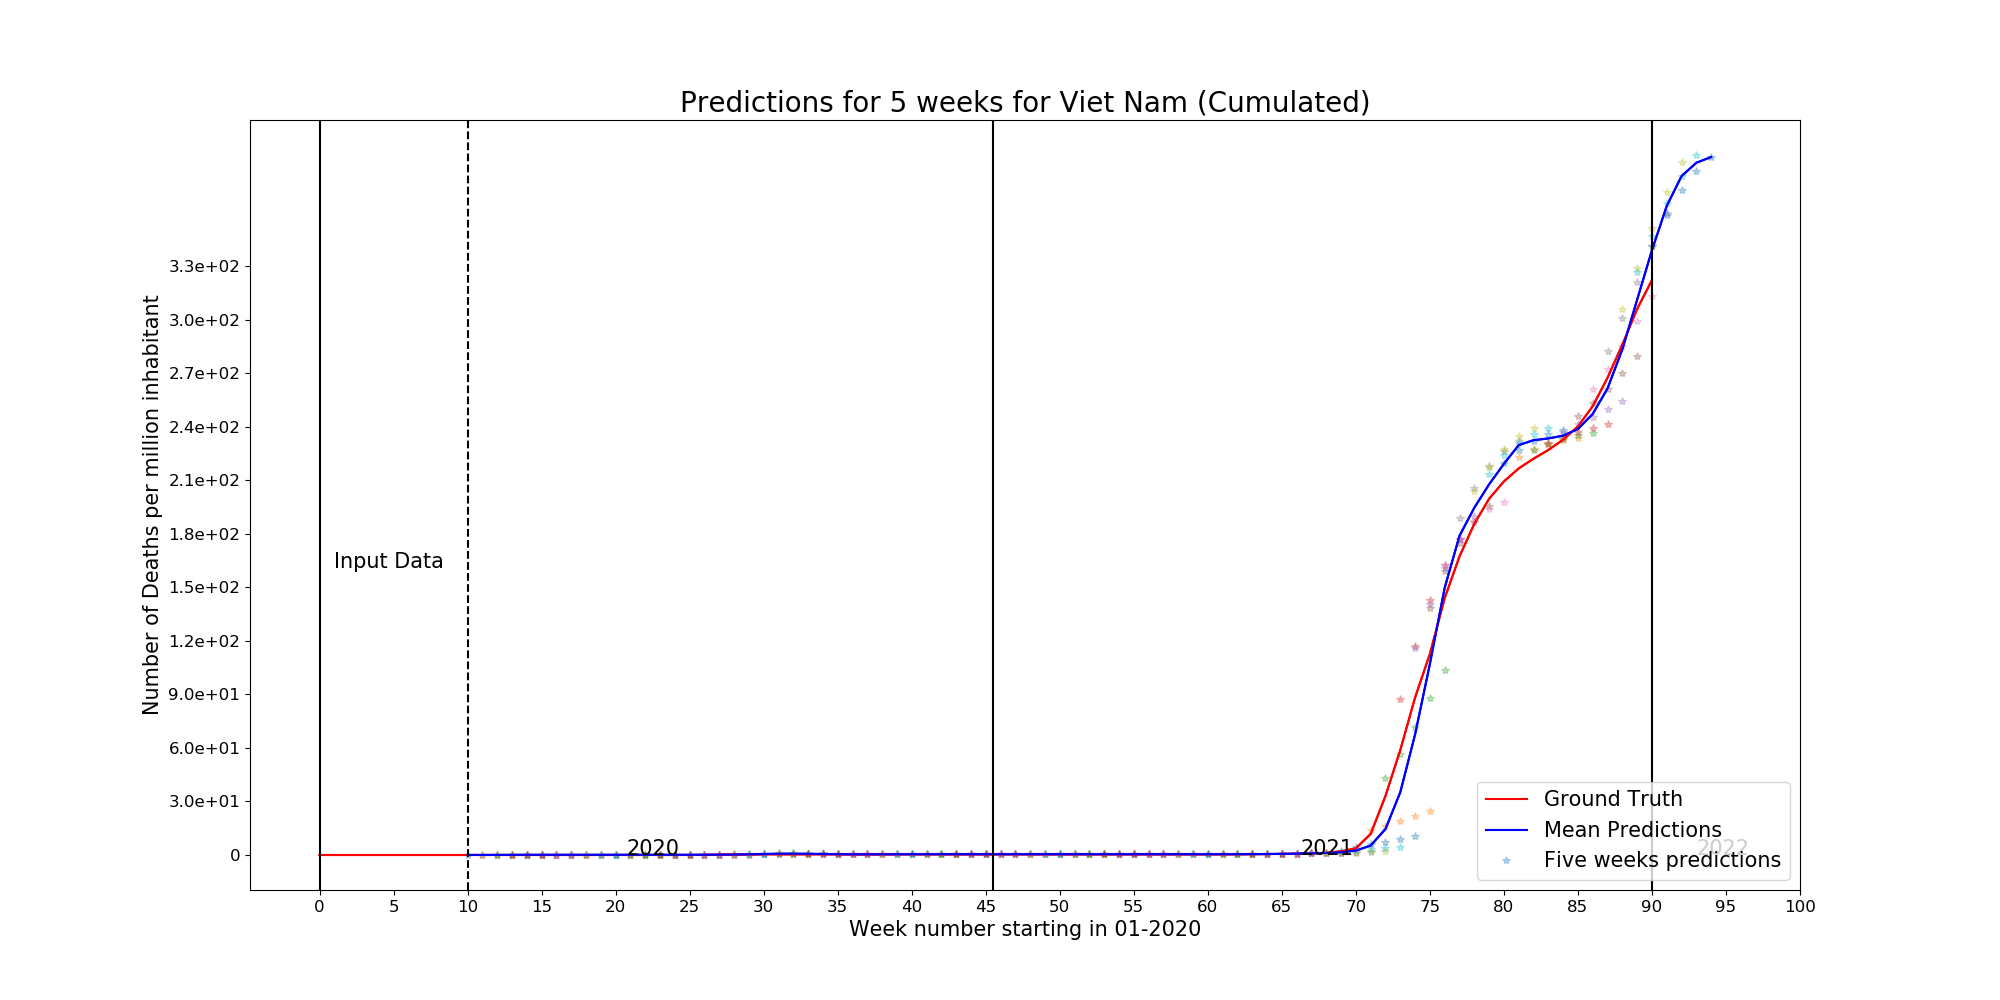 Predictions for 5 weeks for Viet Nam (Cumulated)
Number of Deaths per million inhabitant
3.3e+02
3.0e+02
2.7e+02
2.4e+02
2.1e+02
1.8e+02
1.5e+02
1.2e+02
9.0e+01
6.0e+01
3.0e+01
0
Input Data
2020
2021
2022
Ground Truth
Mean Predictions
Five weeks predictions
0 5 10 15 20 25 30 35 40 45 50 55 60 65 70 75 80 85 90 95 100
Week number starting in 01-2020